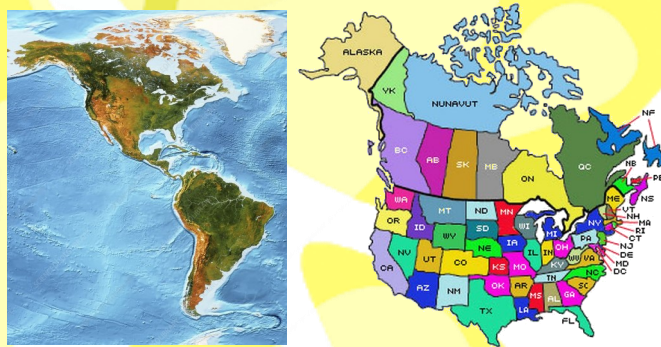 ALASKA
YK
NUNAVUT
NF
BC
AB
SK
MB
ON
QC
NB
PE
NS
WA
MT
ND
MN
ME
VT
NH
MA
OR
ID
SD
WI
MI
NY
RI
CT
WY
IA
PA
NJ
NV
NE
IL
IN
OH
DE
MD
DC
CA
UT
CO
KS
MO
KY
WV
VA
AZ
NM
OK
AR
TN
NC
SC
TX
LA
MS
AL
GA
FL